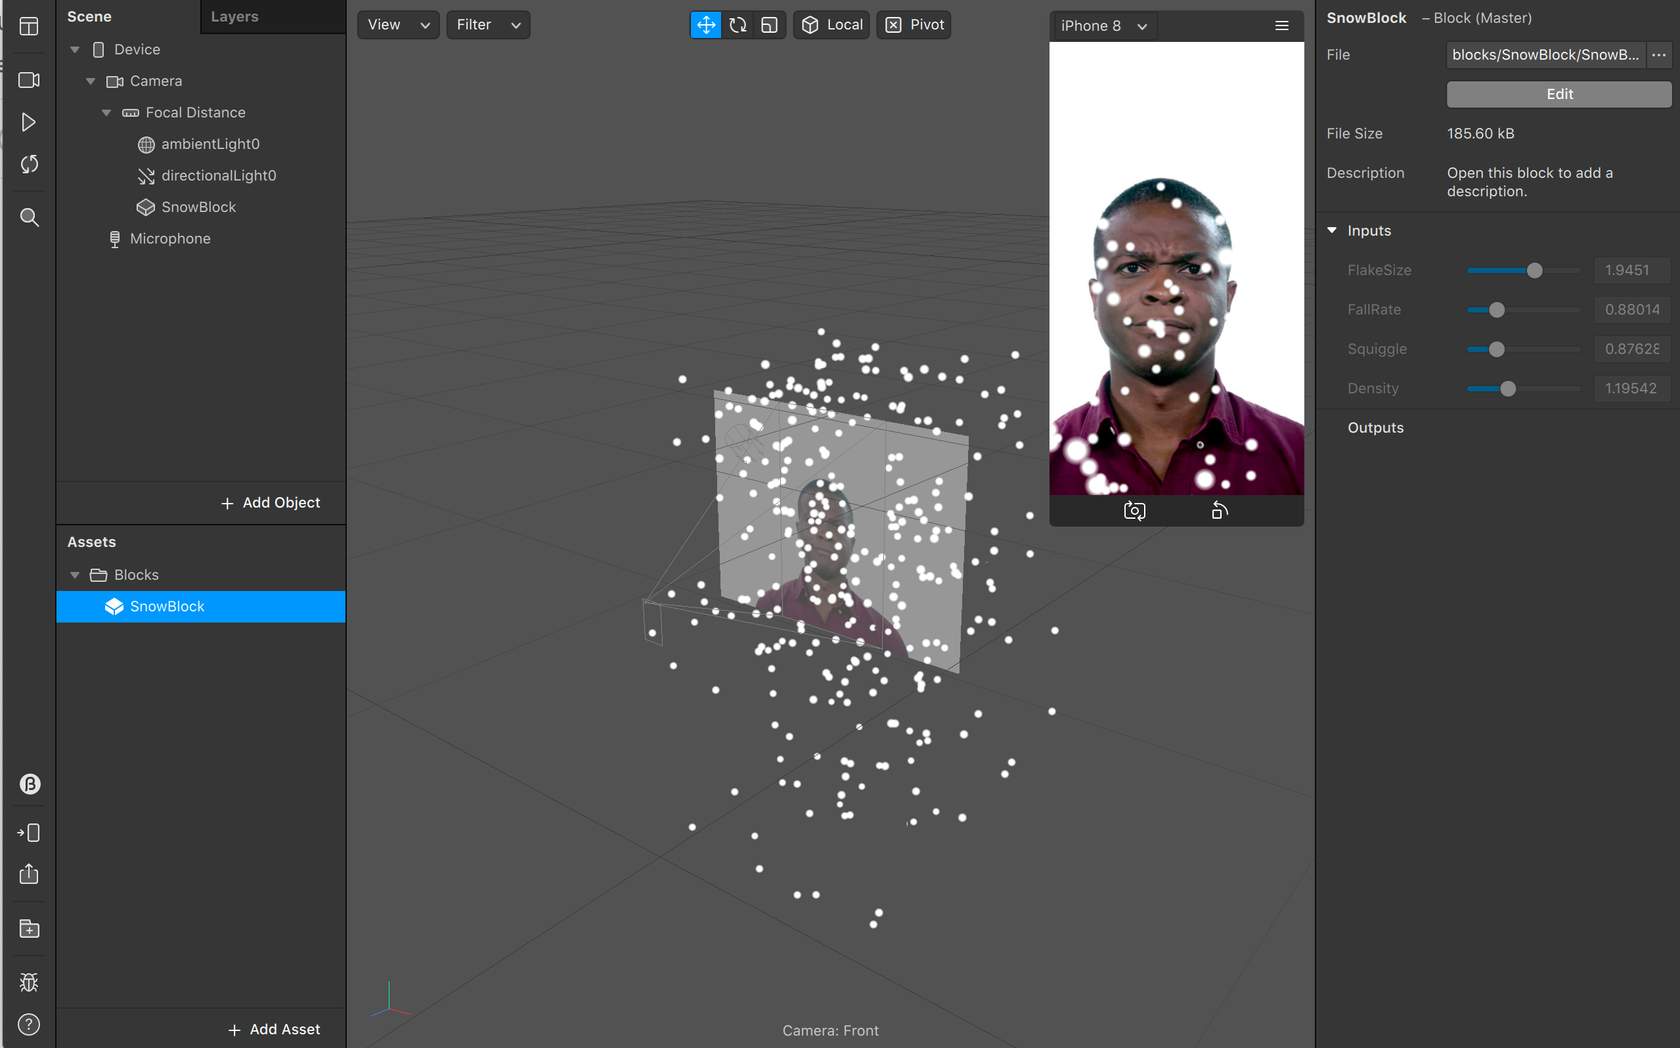 Scene
Layers
Device
Camera
Focal Distance
ambientLight0
directionalLight0
SnowBlock
Microphone
+ Add Object
Assets
Blocks
SnowBlock
+ Add Asset
View
Filter
Local
Pivot
iPhone 8
Camera: Front
SnowBlock – Block (Master)
File blocks/SnowBlock/SnowB... ...
Edit
File Size 185.60 kB
Description Open this block to add a
description.
Inputs
FlakeSize 1.9451
FallRate 0.88014
Squiggle 0.87628
Density 1.19542
Outputs
β
?